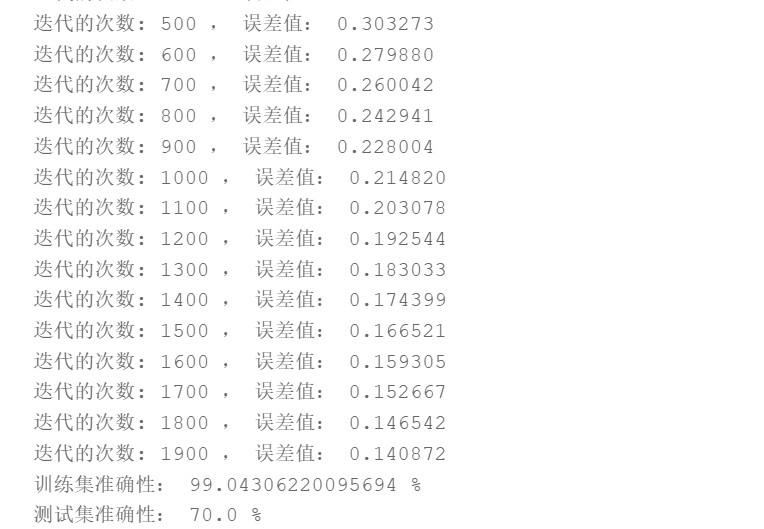 迭代的次数: 500 ， 误差值： 0.303273
迭代的次数: 600 ， 误差值： 0.279880
迭代的次数: 700 ， 误差值： 0.260042
迭代的次数: 800 ， 误差值： 0.242941
迭代的次数: 900 ， 误差值： 0.228004
迭代的次数: 1000 ， 误差值： 0.214820
迭代的次数: 1100 ， 误差值： 0.203078
迭代的次数: 1200 ， 误差值： 0.192544
迭代的次数: 1300 ， 误差值： 0.183033
迭代的次数: 1400 ， 误差值： 0.174399
迭代的次数: 1500 ， 误差值： 0.166521
迭代的次数: 1600 ， 误差值： 0.159305
迭代的次数: 1700 ， 误差值： 0.152667
迭代的次数: 1800 ， 误差值： 0.146542
迭代的次数: 1900 ， 误差值： 0.140872
训练集准确性： 99.04306220095694 %
测试集准确性： 70.0 %